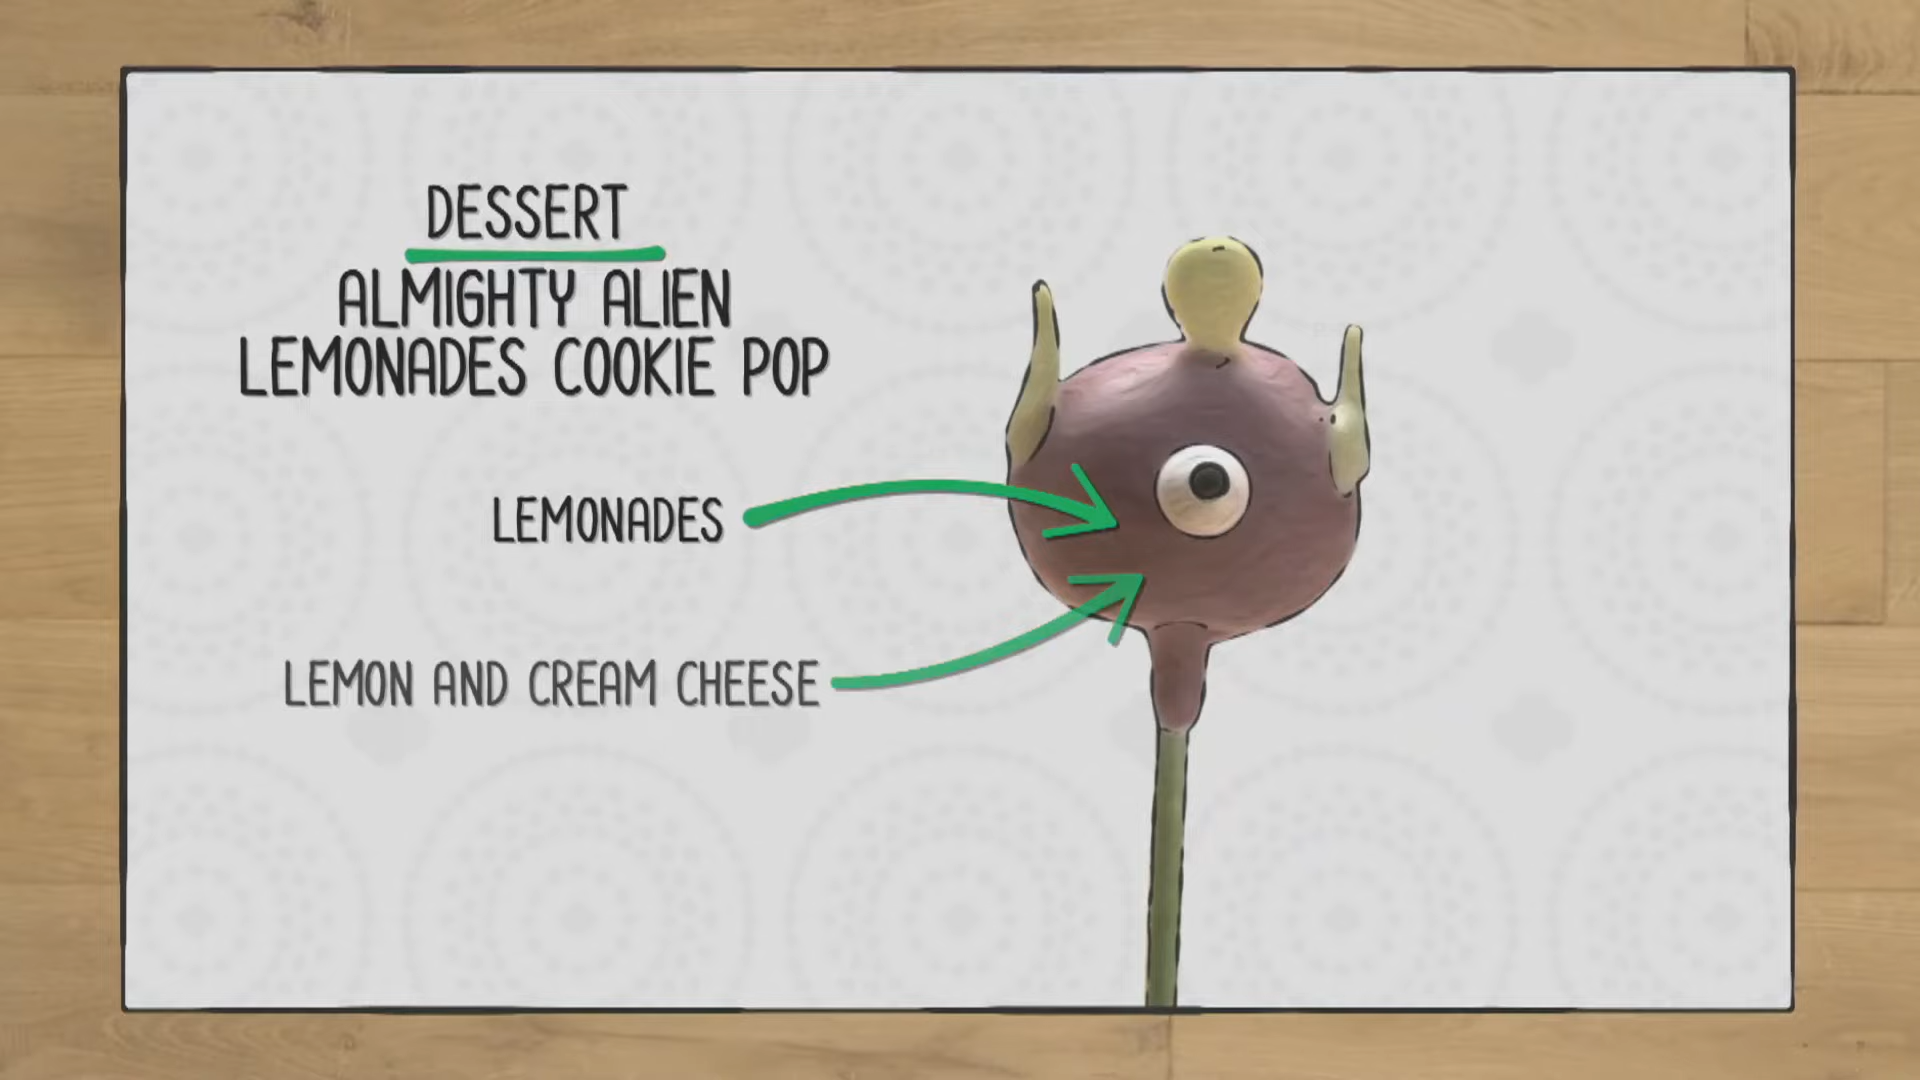 DESSERT
ALMIGHTY ALIEN
LEMONADES COOKIE POP
LEMONADES
LEMON AND CREAM CHEESE